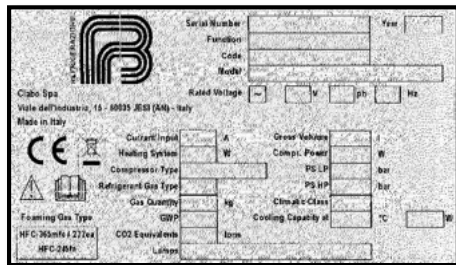 Serial Number Year
Function
Code
Model
Ciabo Spa
Viale dell'Industria, 15 - 60035 JESI (AN) - Italy
Rated Voltage ~ V ph Hz
Made in Italy
CE
Current Input A Gross Volume l
Heating System W Compr. Power W
Compressor Type PS LP bar
Refrigerant Gas Type PS HP bar
Gas Quantity kg Climatic Class
Foaming Gas Type GWP Cooling Capacity at °C W
HFC-365mfc / 227ea CO2 Equivalents tons
HFC-245fa
Lamps